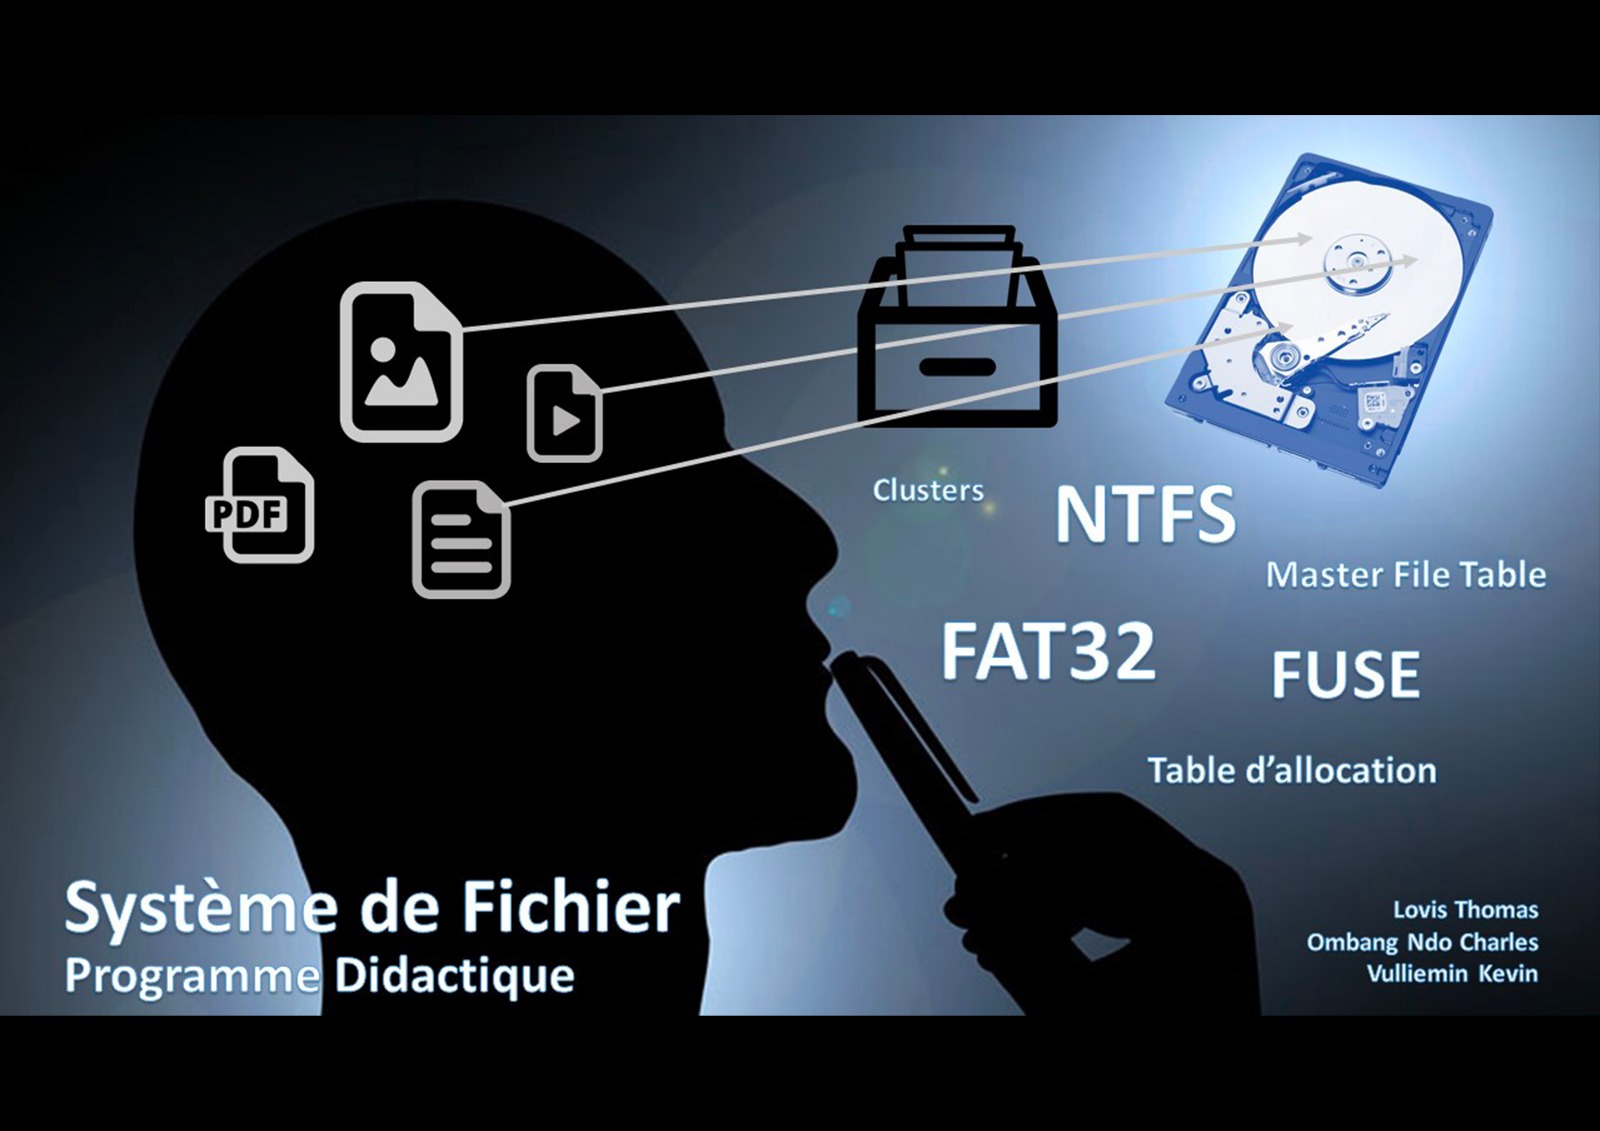 PDF
Clusters
NTFS
Master File Table
FAT32
FUSE
Table d’allocation
Système de Fichier
Programme Didactique
Lovis Thomas
Ombang Ndo Charles
Vulliemin Kevin